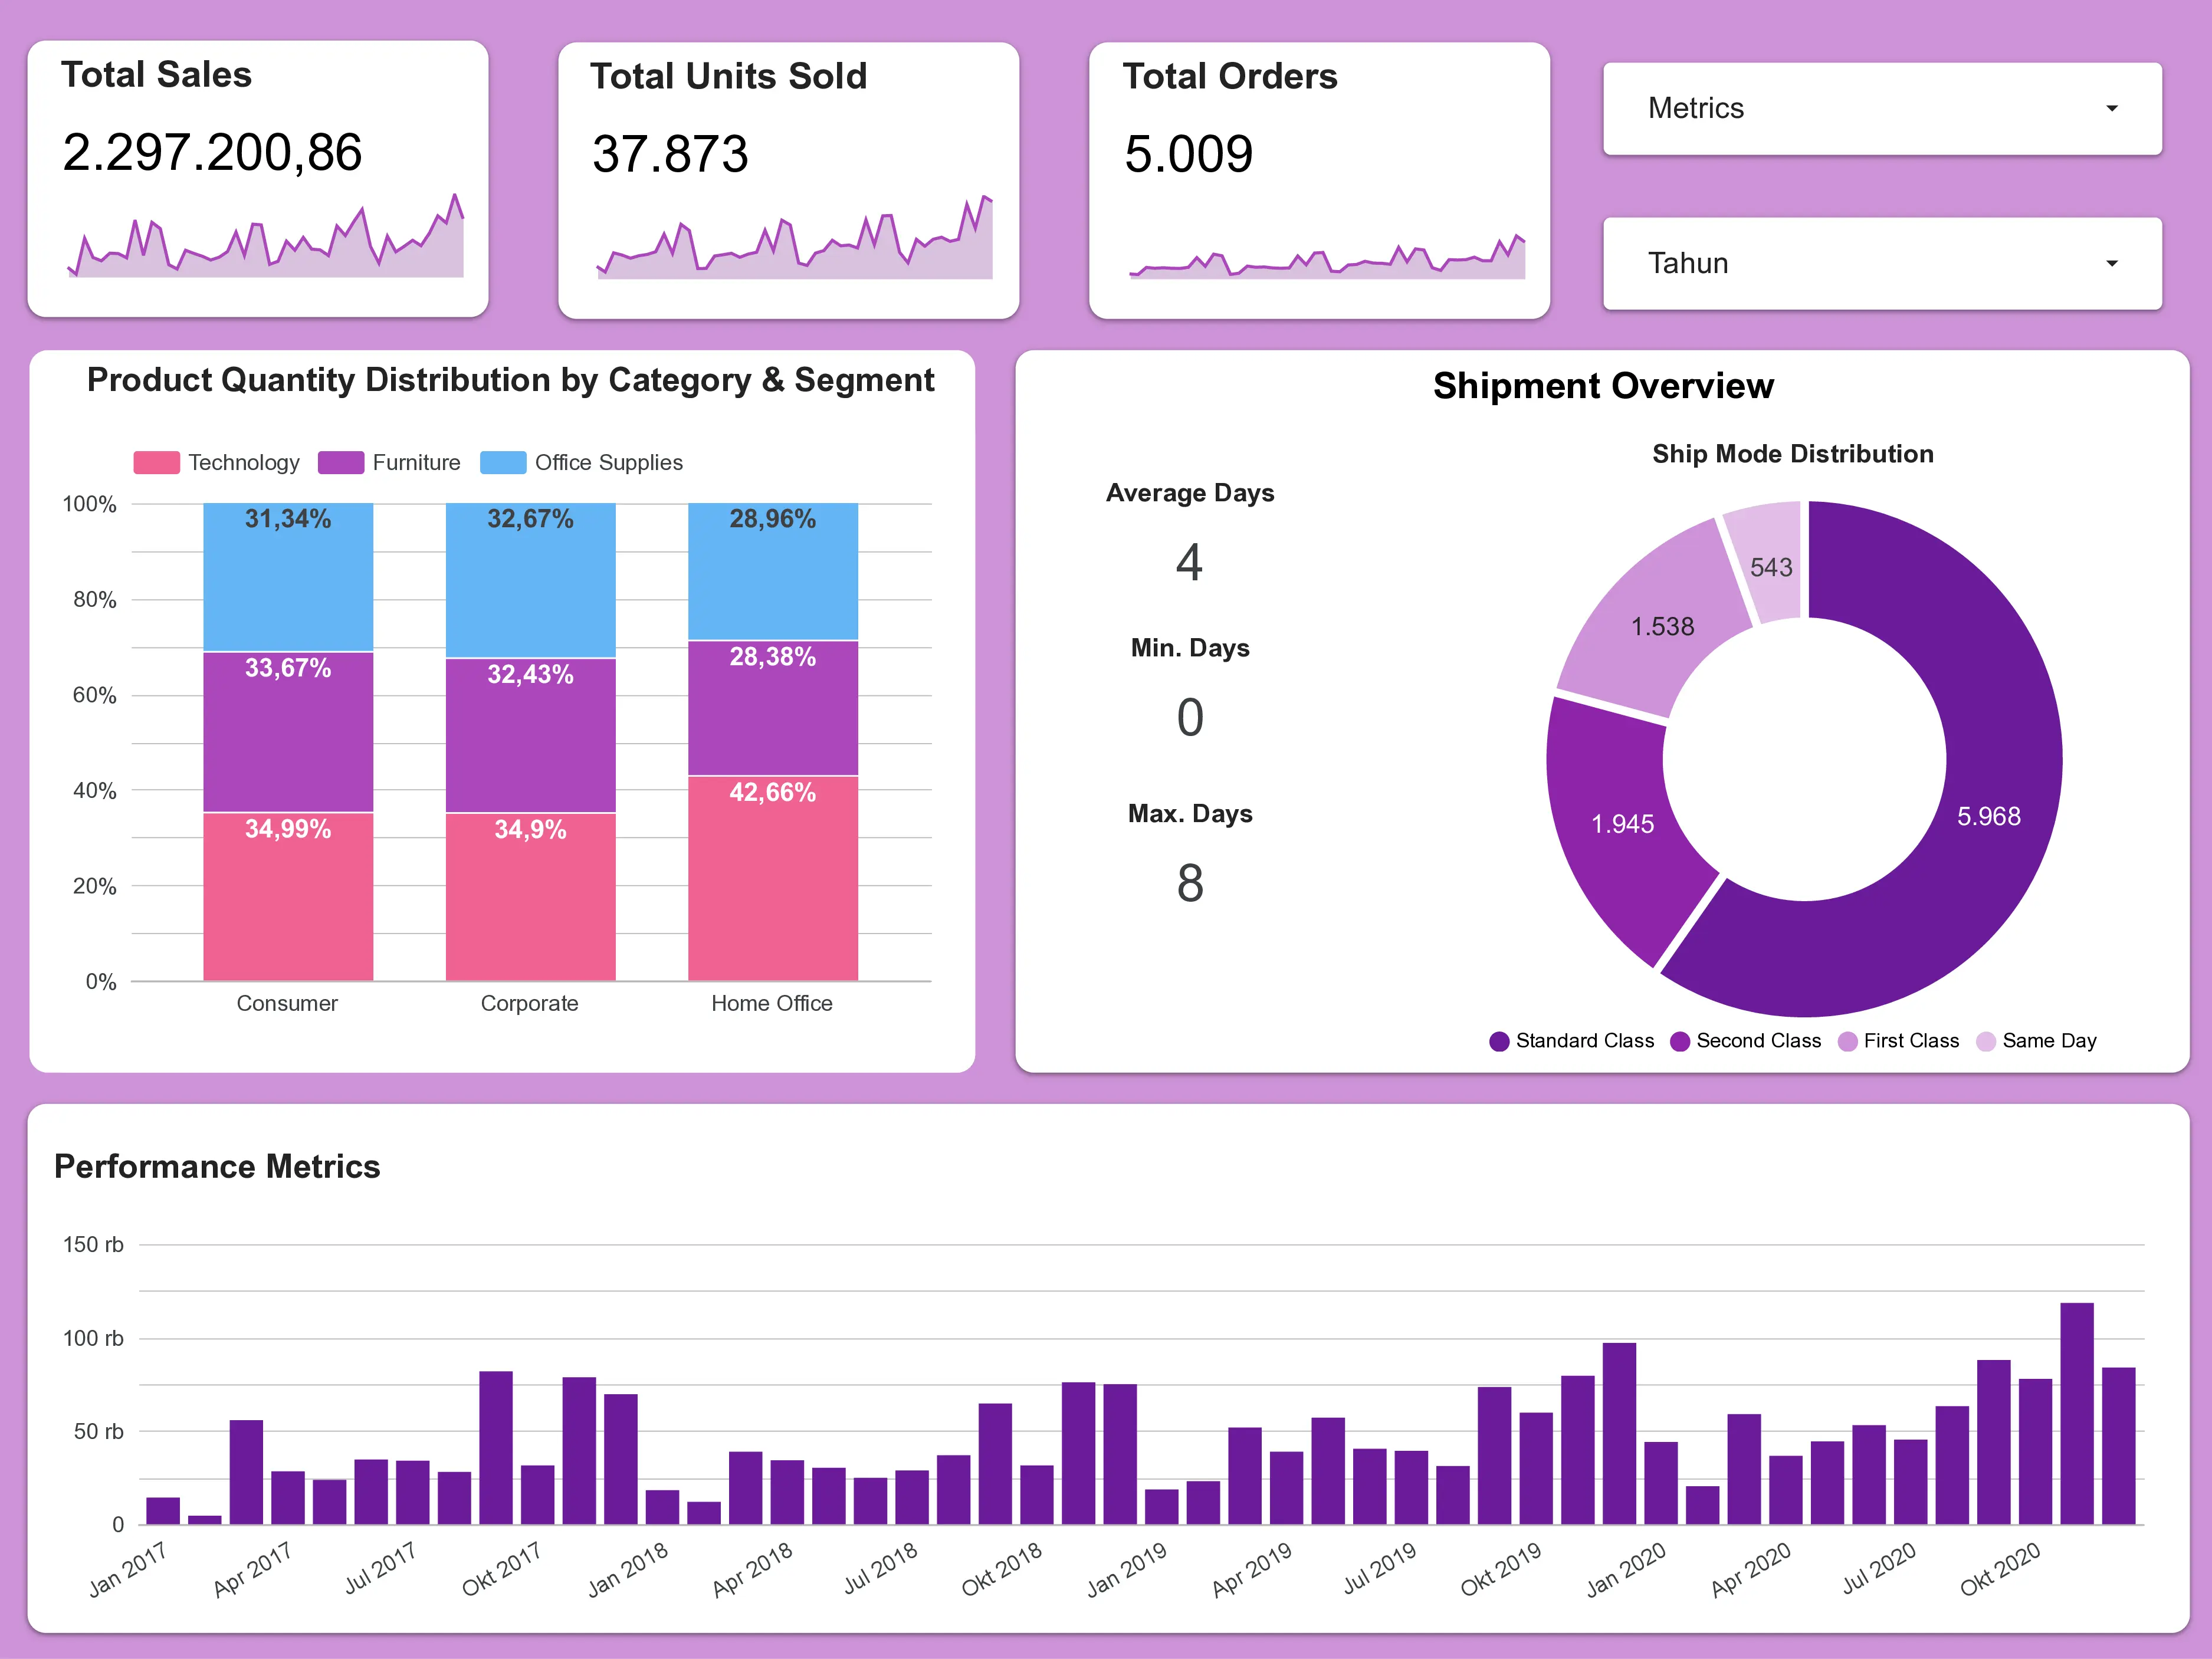 Total Sales
2.297.200,86
Total Units Sold
37.873
Total Orders
5.009
Metrics
Tahun
Product Quantity Distribution by Category & Segment
Technology Furniture Office Supplies
100%
80%
60%
40%
20%
0%
31,34% 32,67% 28,96%
33,67% 32,43% 28,38%
34,99% 34,9% 42,66%
Consumer Corporate Home Office
Shipment Overview
Average Days
4
Min. Days
0
Max. Days
8
Ship Mode Distribution
543
1.538
1.945
5.968
Standard Class Second Class First Class Same Day
Performance Metrics
150 rb
100 rb
50 rb
0
Jan 2017 Apr 2017 Jul 2017 Okt 2017 Jan 2018 Apr 2018 Jul 2018 Okt 2018 Jan 2019 Apr 2019 Jul 2019 Okt 2019 Jan 2020 Apr 2020 Jul 2020 Okt 2020